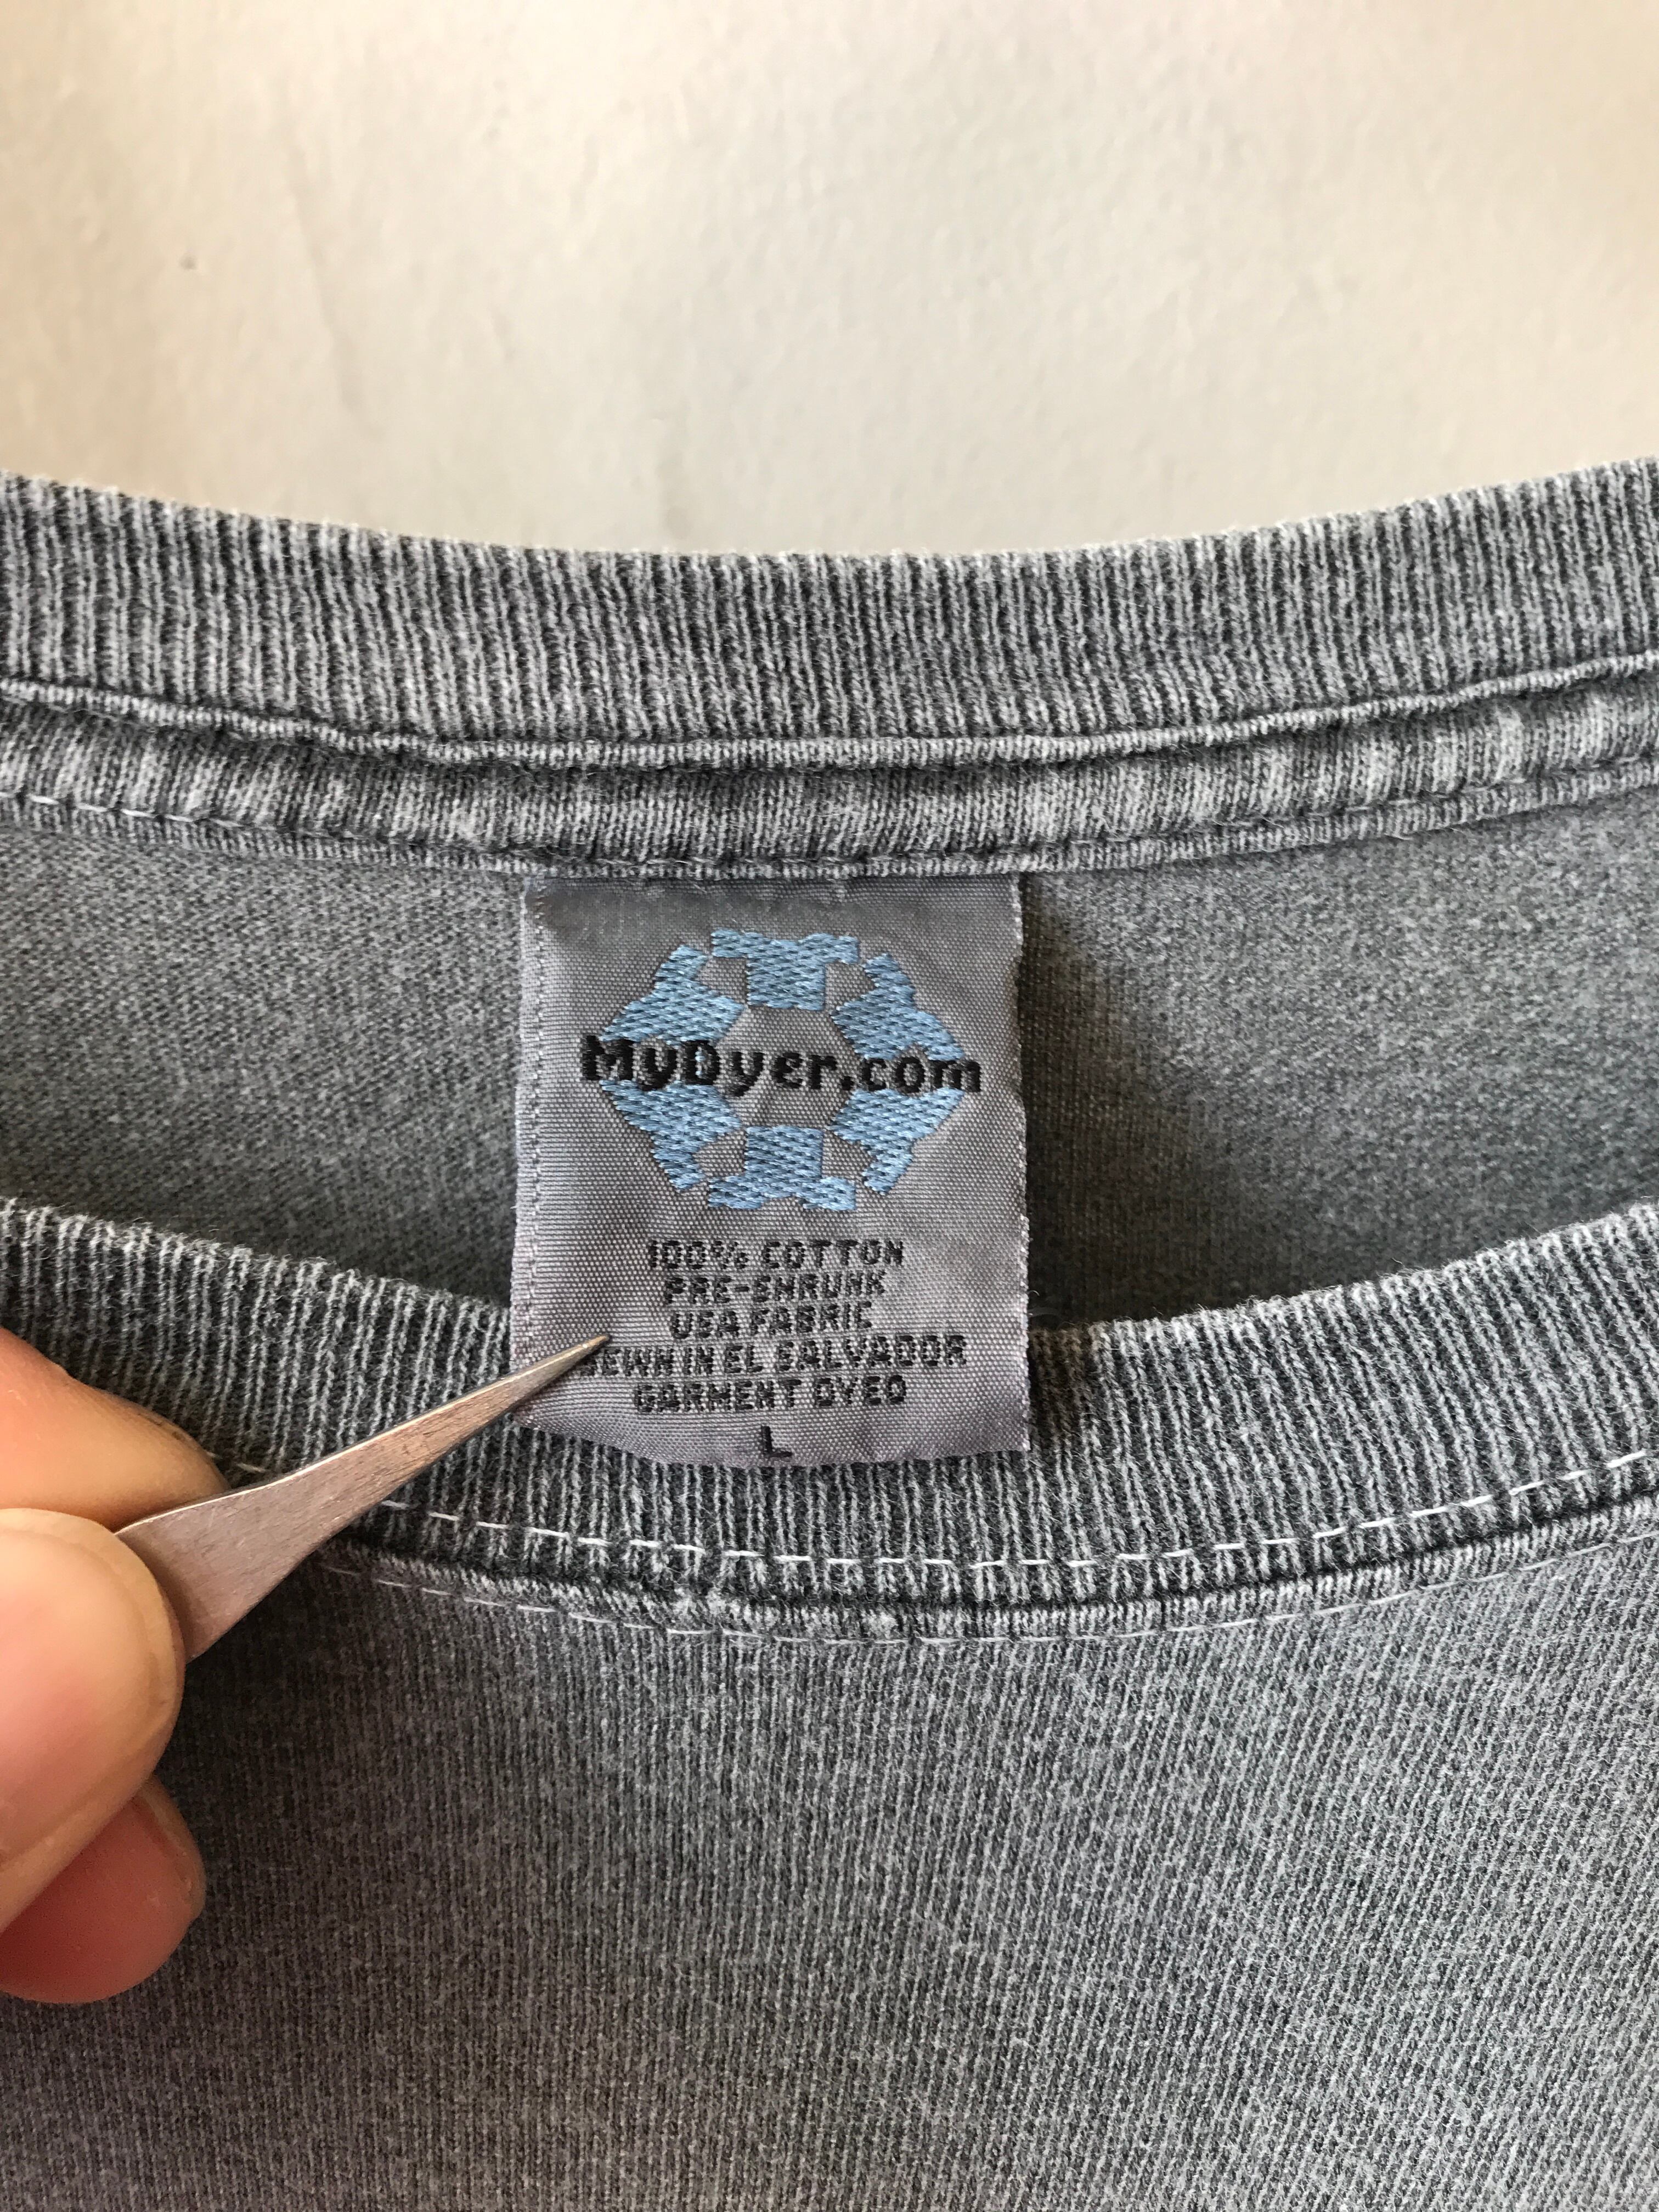 MyDyer.com
100% COTTON
PRE-SHRUNK
USA FABRIC
SEWN IN EL SALVADOR
GARMENT DYED
L